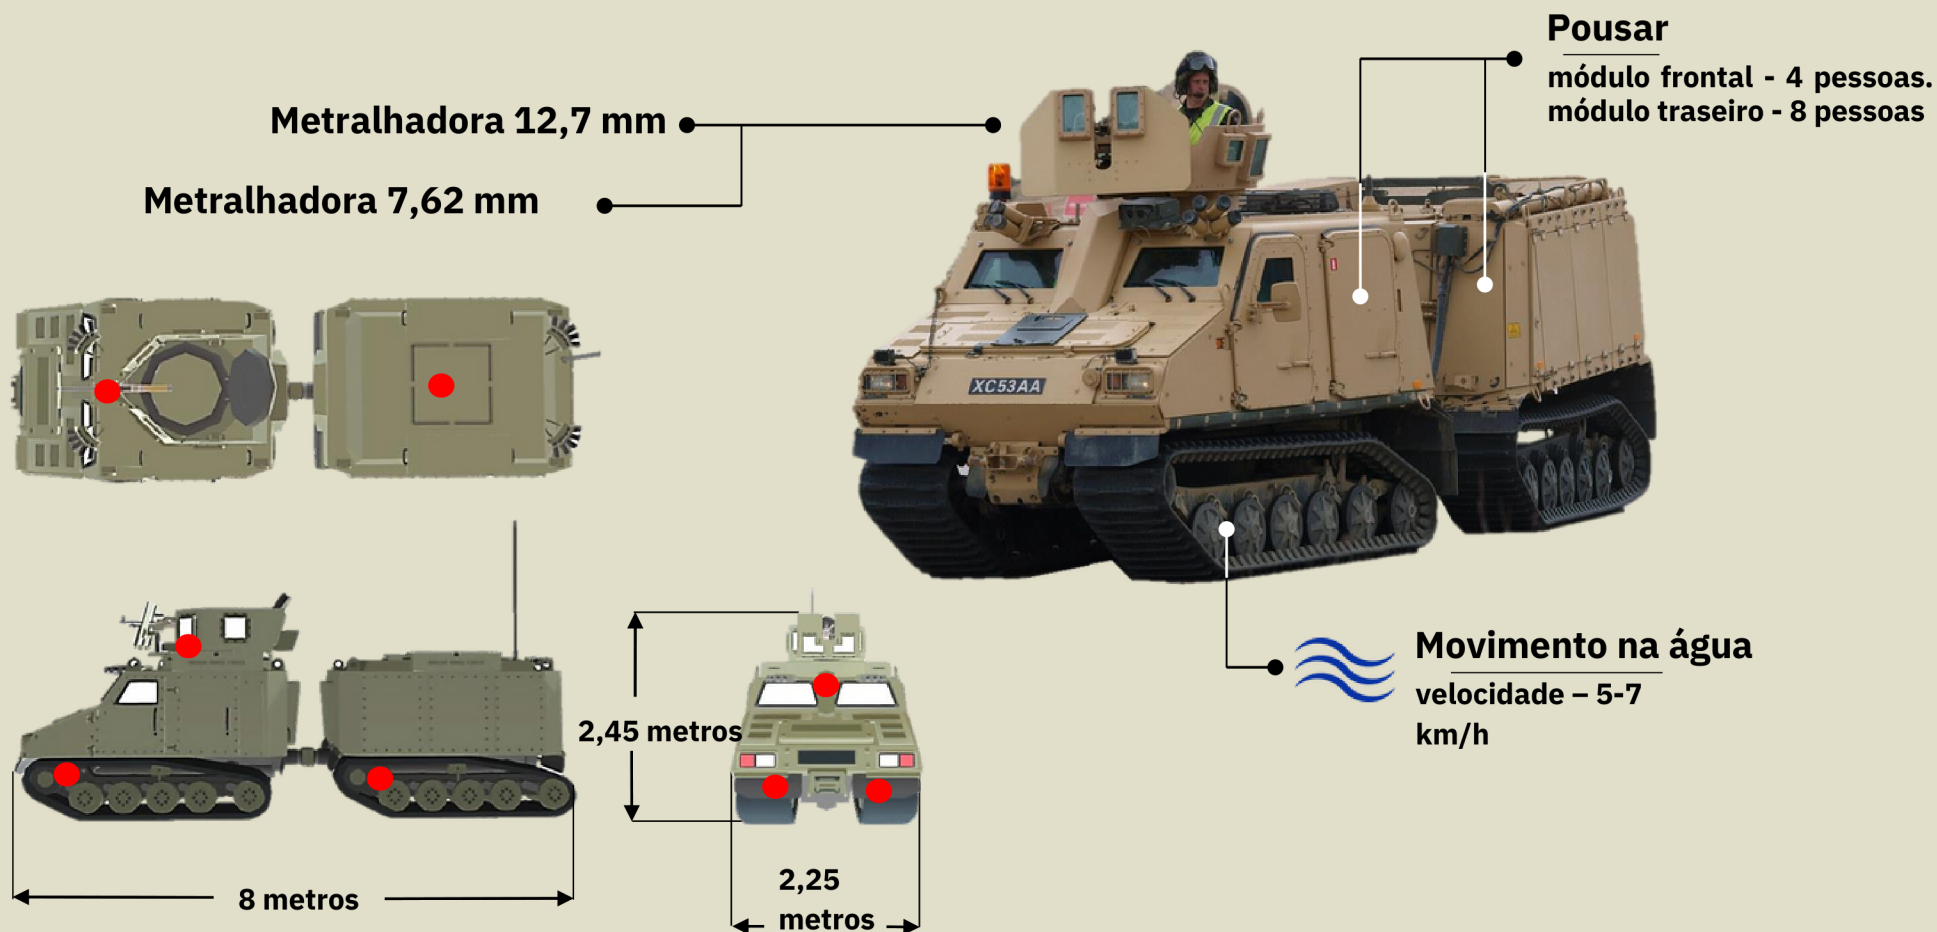 Pousar
módulo frontal - 4 pessoas.
módulo traseiro - 8 pessoas
Metralhadora 12,7 mm
Metralhadora 7,62 mm
XC53AA
Movimento na água
velocidade – 5-7
km/h
2,45 metros
8 metros
2,25
metros